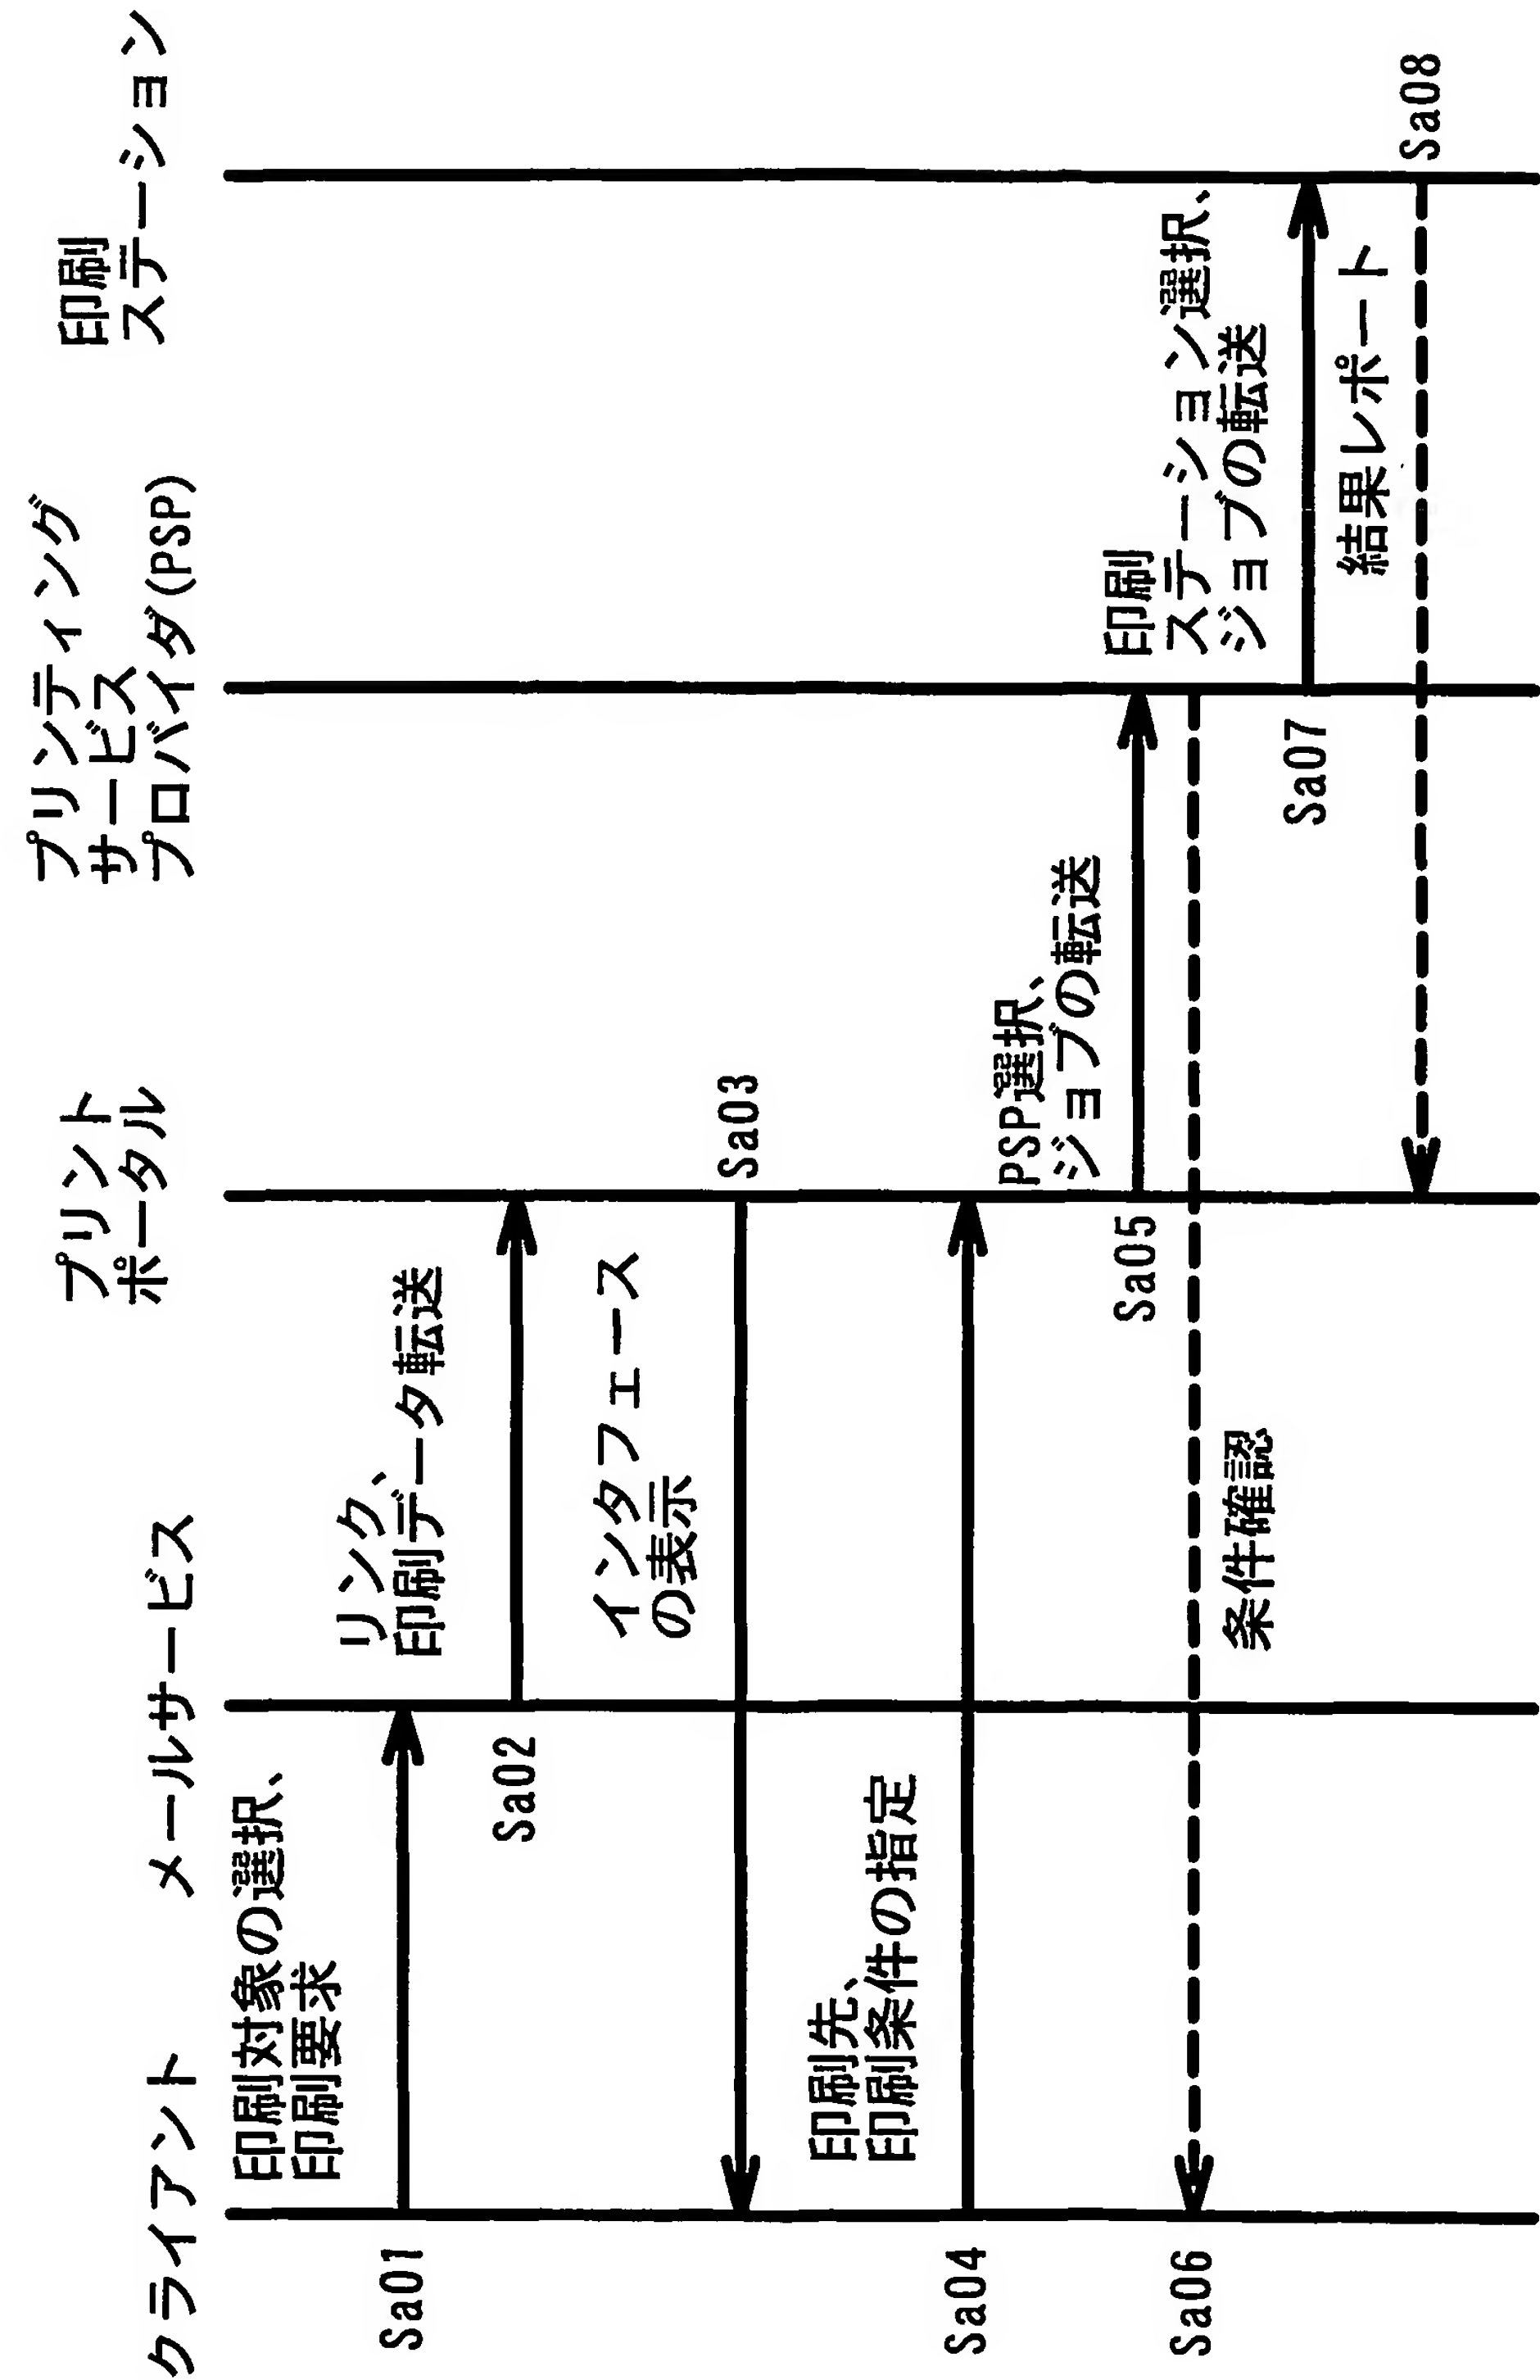 クライアント
メールサービス
プリント
ポータル
プリンティング
サービス
プロバイダ(PSP)
印刷
ステーション
印刷対象の選択、
印刷要求
Sa01
リンク、
印刷データ転送
Sa02
インタフェース
の表示
Sa03
印刷先、
印刷条件の指定
Sa04
PSP選択、
ジョブの転送
Sa05
Sa06
条件確認
印刷
ステーション選択、
ジョブの転送
Sa07
結果レポート
Sa08